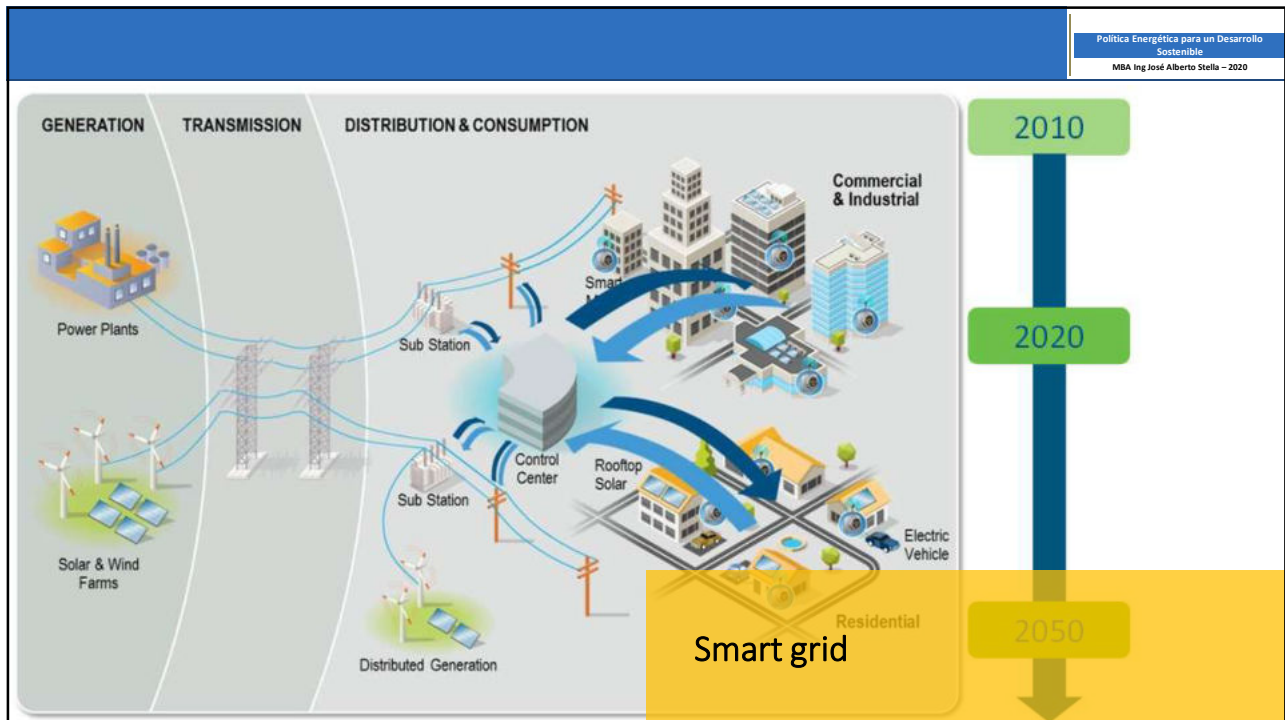 Política Energética para un Desarrollo
Sostenible
MBA Ing José Alberto Stella – 2020
GENERATION
TRANSMISSION
DISTRIBUTION & CONSUMPTION
Commercial
& Industrial
Smart
Power Plants
Sub Station
Control
Center
Rooftop
Solar
Sub Station
Electric
Vehicle
Solar & Wind
Farms
Residential
Distributed Generation
Smart grid
2010
2020
2050